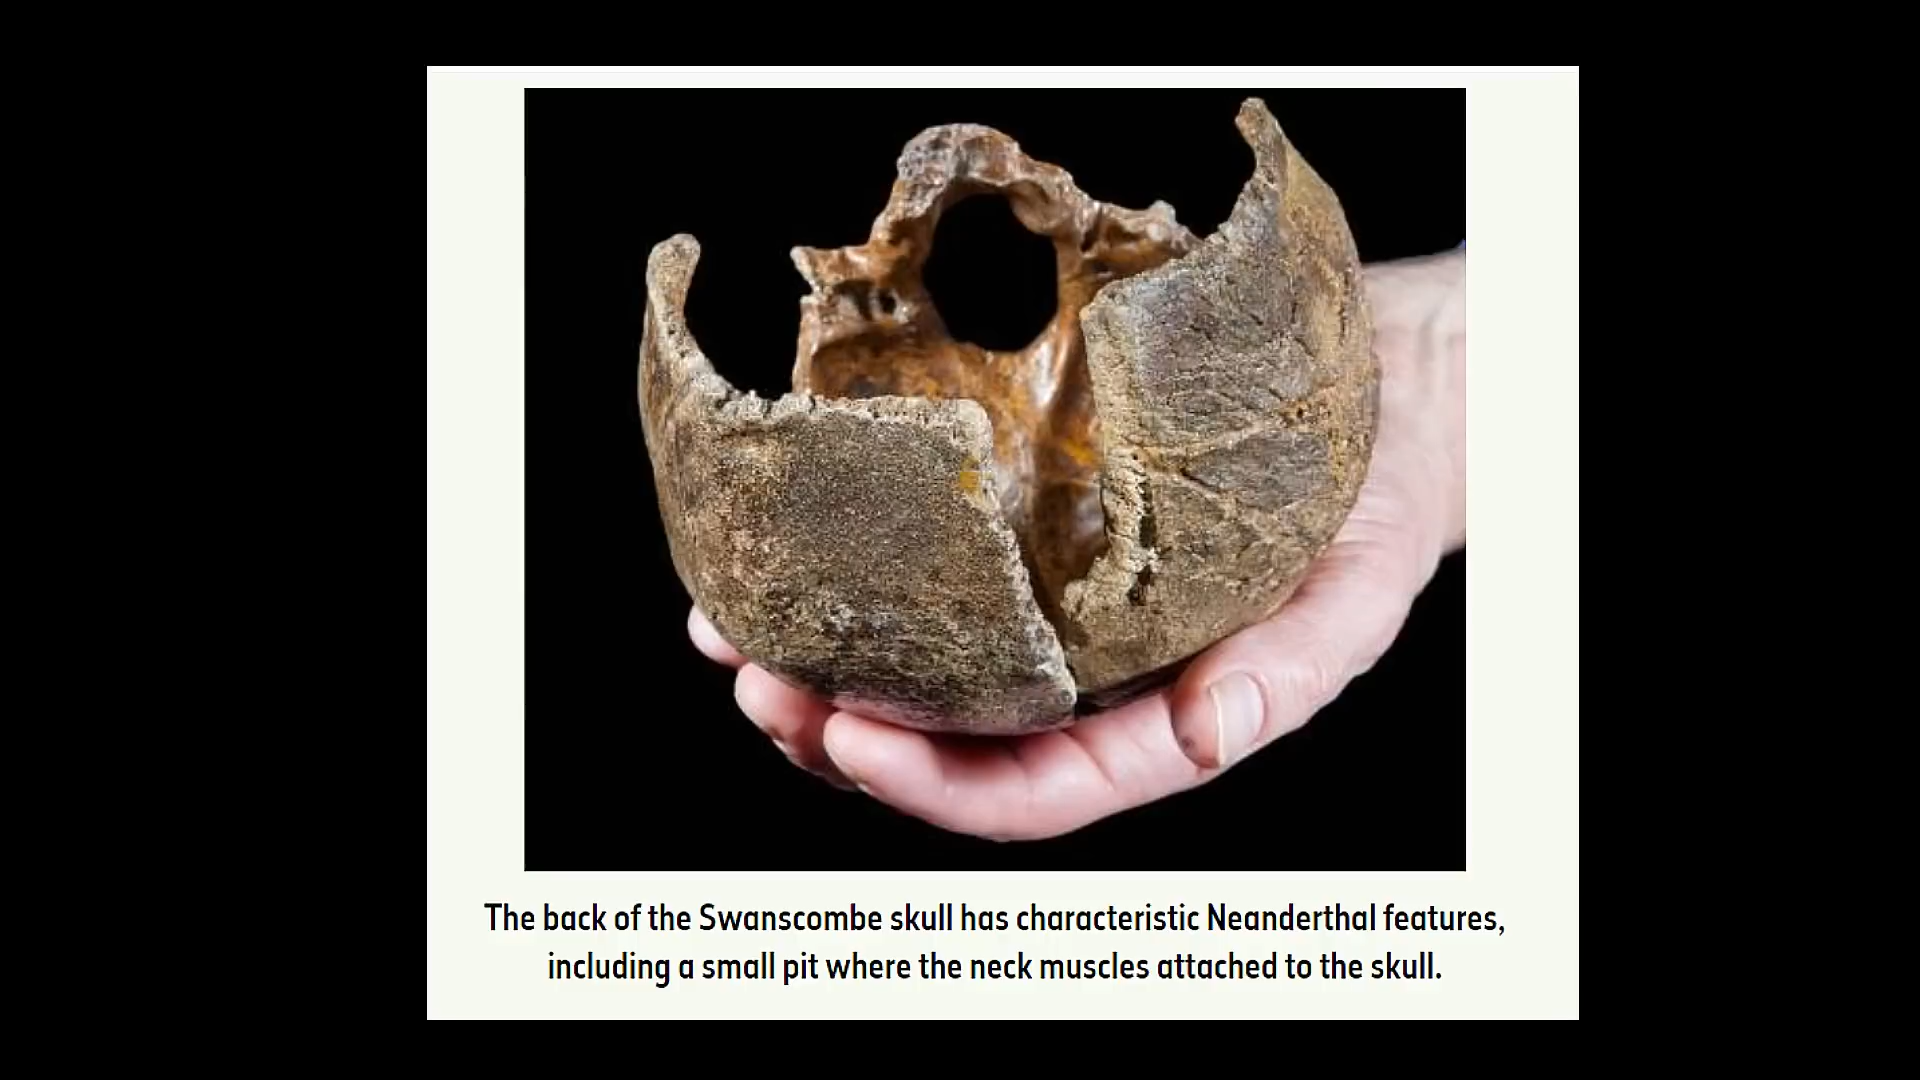 The back of the Swanscombe skull has characteristic Neanderthal features,
including a small pit where the neck muscles attached to the skull.